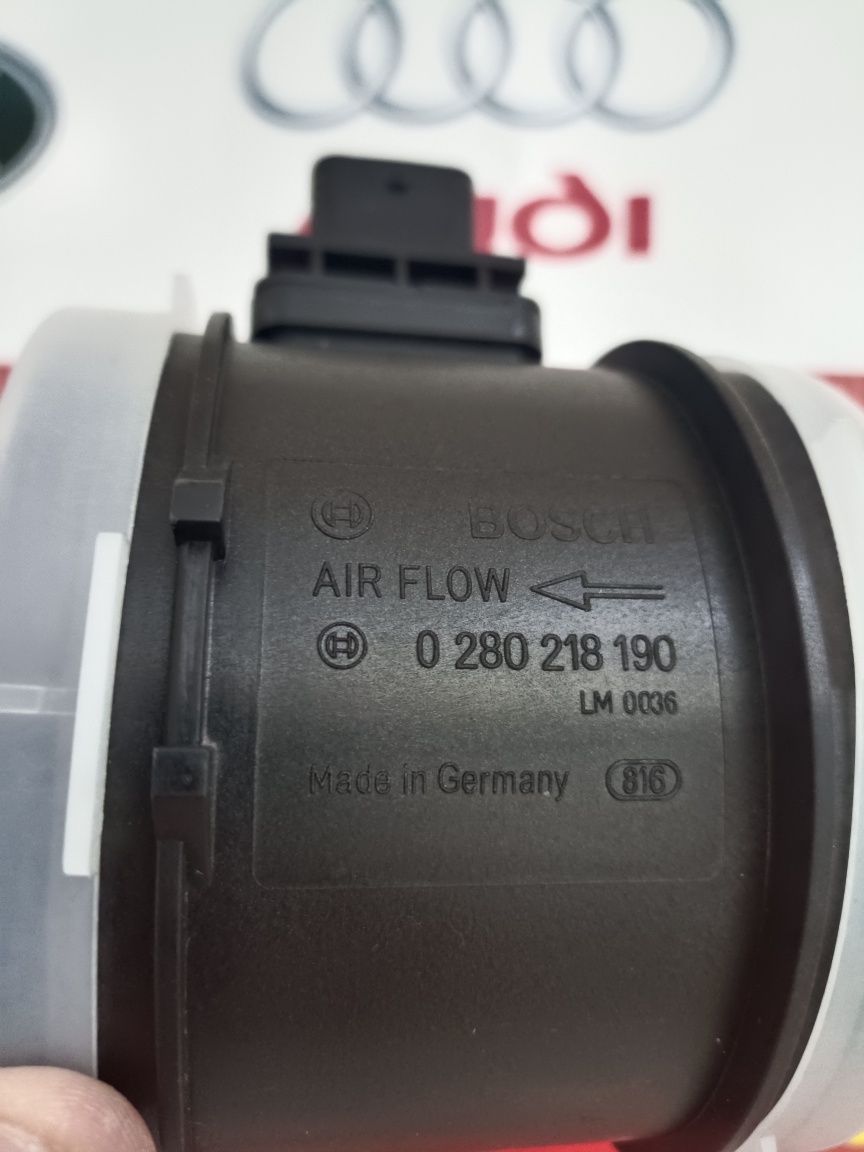 BOSCH
AIR FLOW
0 280 218 190
LM 0036
Made in Germany 816